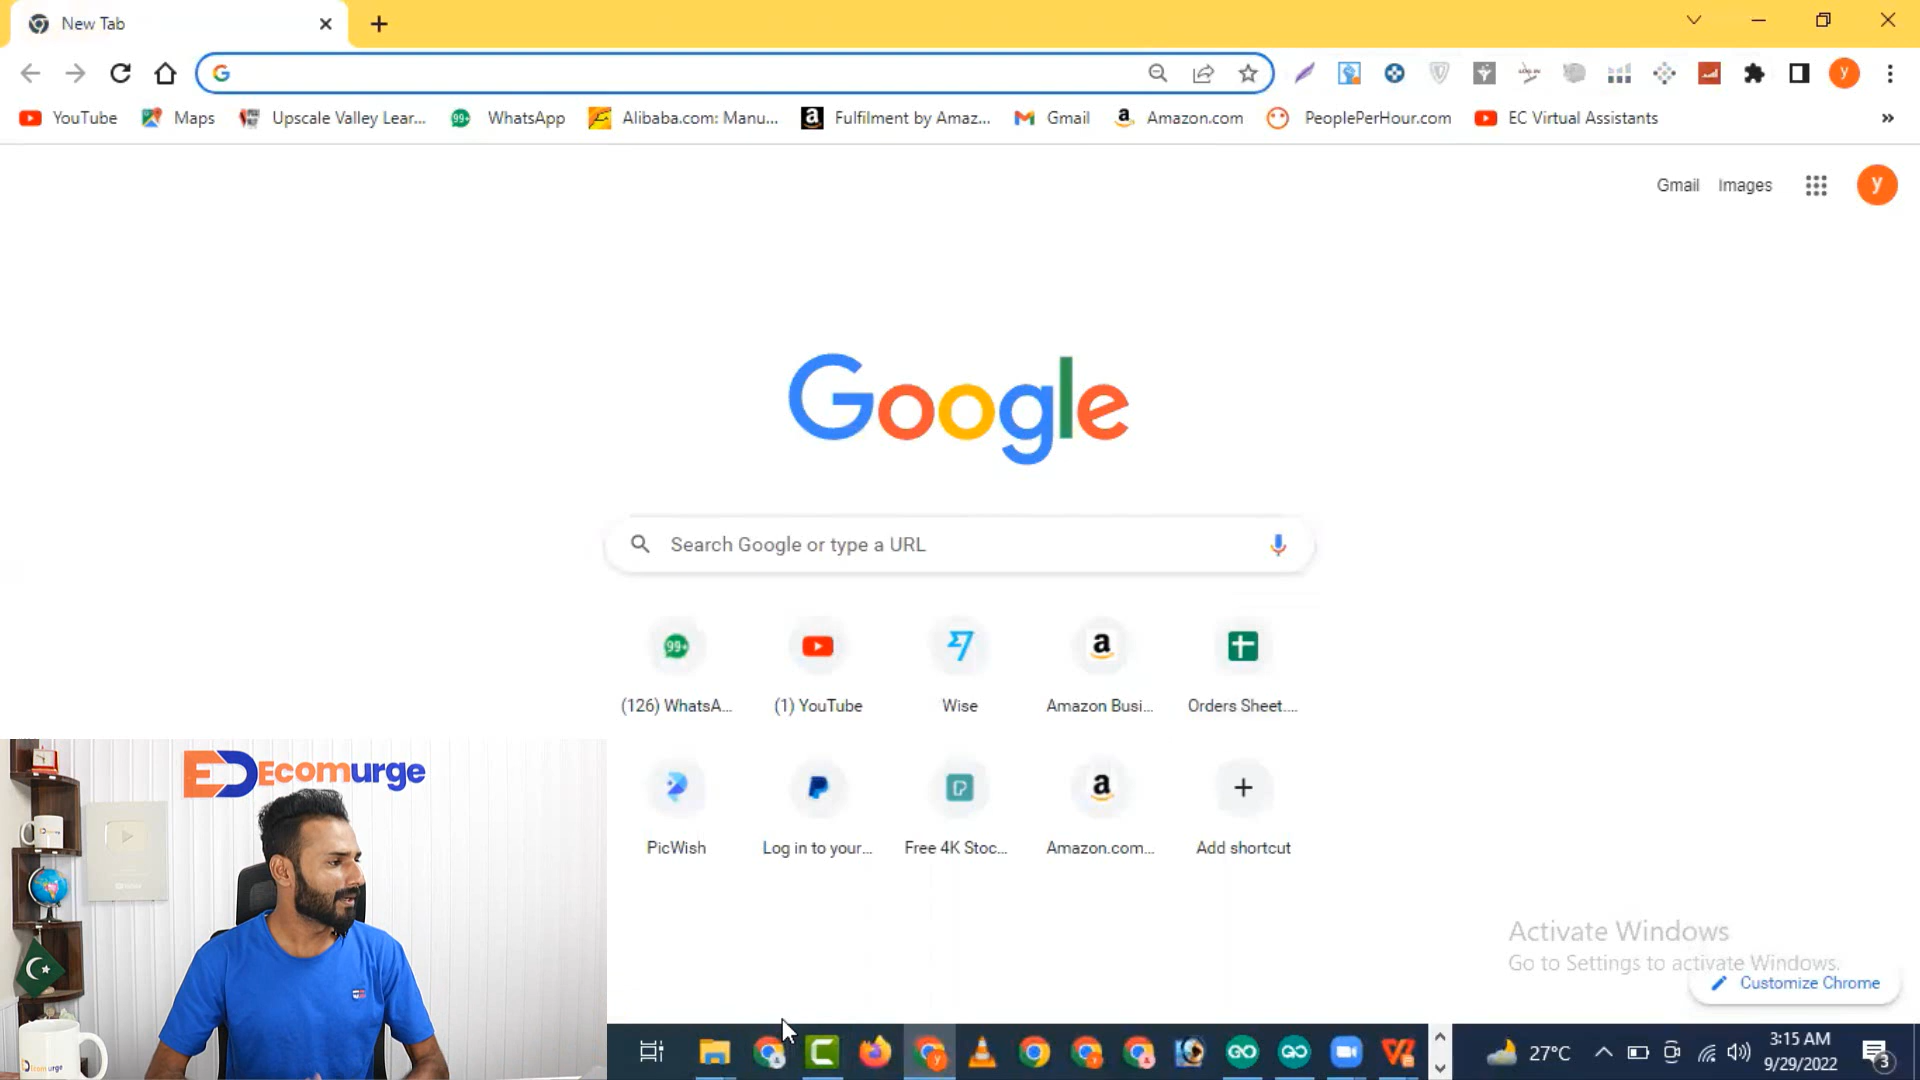 New Tab
YouTube
Maps
Upscale Valley Lear...
WhatsApp
Alibaba.com: Manu...
Fulfilment by Amaz...
Gmail
Amazon.com
PeoplePerHour.com
EC Virtual Assistants
»
Gmail
Images
y
Google
Search Google or type a URL
(126) WhatsA...
(1) YouTube
Wise
Amazon Busi...
Orders Sheet....
PicWish
Log in to your...
Free 4K Stoc...
Amazon.com...
Add shortcut
Ecomurge
Activate Windows
Go to Settings to activate Windows.
Customize Chrome
27°C
3:15 AM
9/29/2022
3